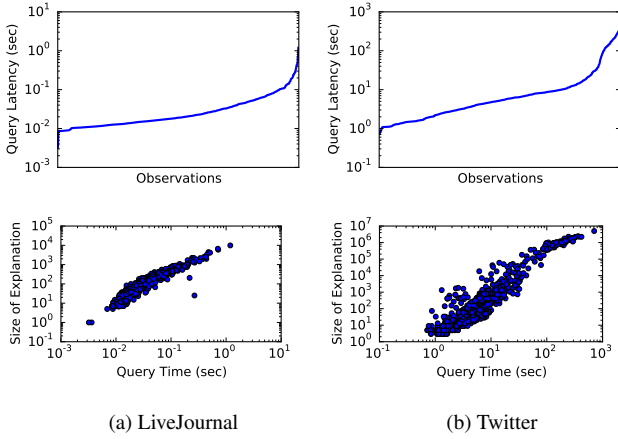 10^1
10^0
10^-1
10^-2
10^-3
Query Latency (sec)
Observations
10^3
10^2
10^1
10^0
10^-1
Query Latency (sec)
Observations
10^5
10^4
10^3
10^2
10^1
10^0
10^-1
Size of Explanation
10^-3 10^-2 10^-1 10^0 10^1
Query Time (sec)
10^7
10^6
10^5
10^4
10^3
10^2
10^1
10^0
10^-1
Size of Explanation
10^-1 10^0 10^1 10^2 10^3
Query Time (sec)
(a) LiveJournal
(b) Twitter